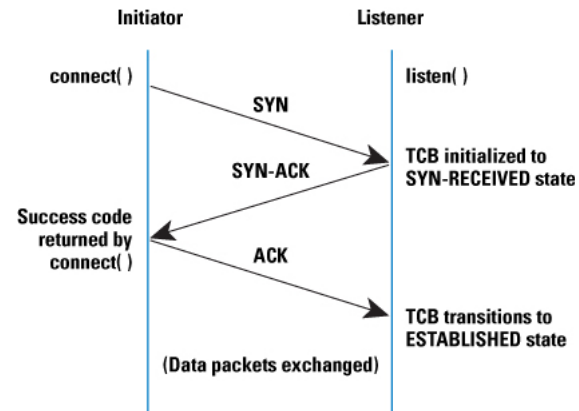 Initiator
Listener
connect( )
listen( )
SYN
TCB initialized to
SYN-RECEIVED state
SYN-ACK
Success code
returned by
connect( )
ACK
TCB transitions to
ESTABLISHED state
(Data packets exchanged)